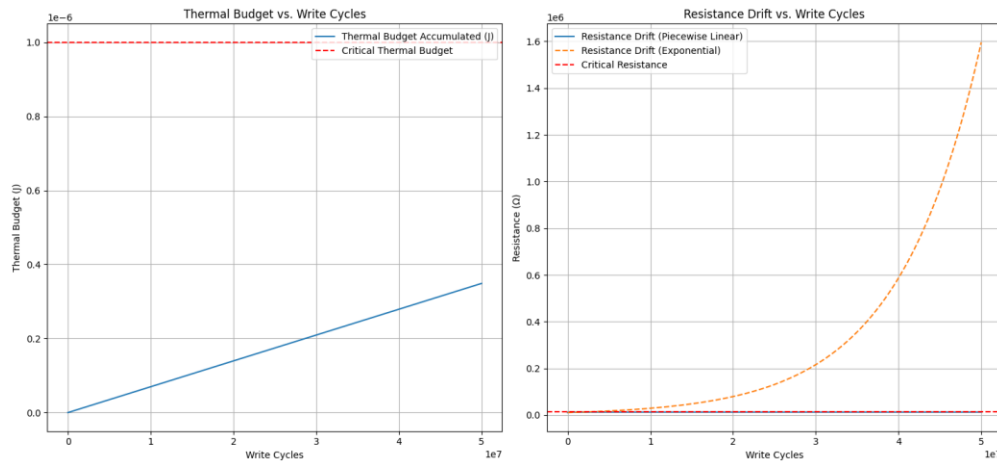 Thermal Budget vs. Write Cycles
1e-6
Thermal Budget Accumulated (J)
Critical Thermal Budget
1.0
0.8
0.6
0.4
0.2
0.0
Thermal Budget (J)
0 1 2 3 4 5
1e7
Write Cycles
Resistance Drift vs. Write Cycles
1e6
Resistance Drift (Piecewise Linear)
Resistance Drift (Exponential)
Critical Resistance
1.6
1.4
1.2
1.0
0.8
0.6
0.4
0.2
0.0
Resistance (Ω)
0 1 2 3 4 5
1e7
Write Cycles